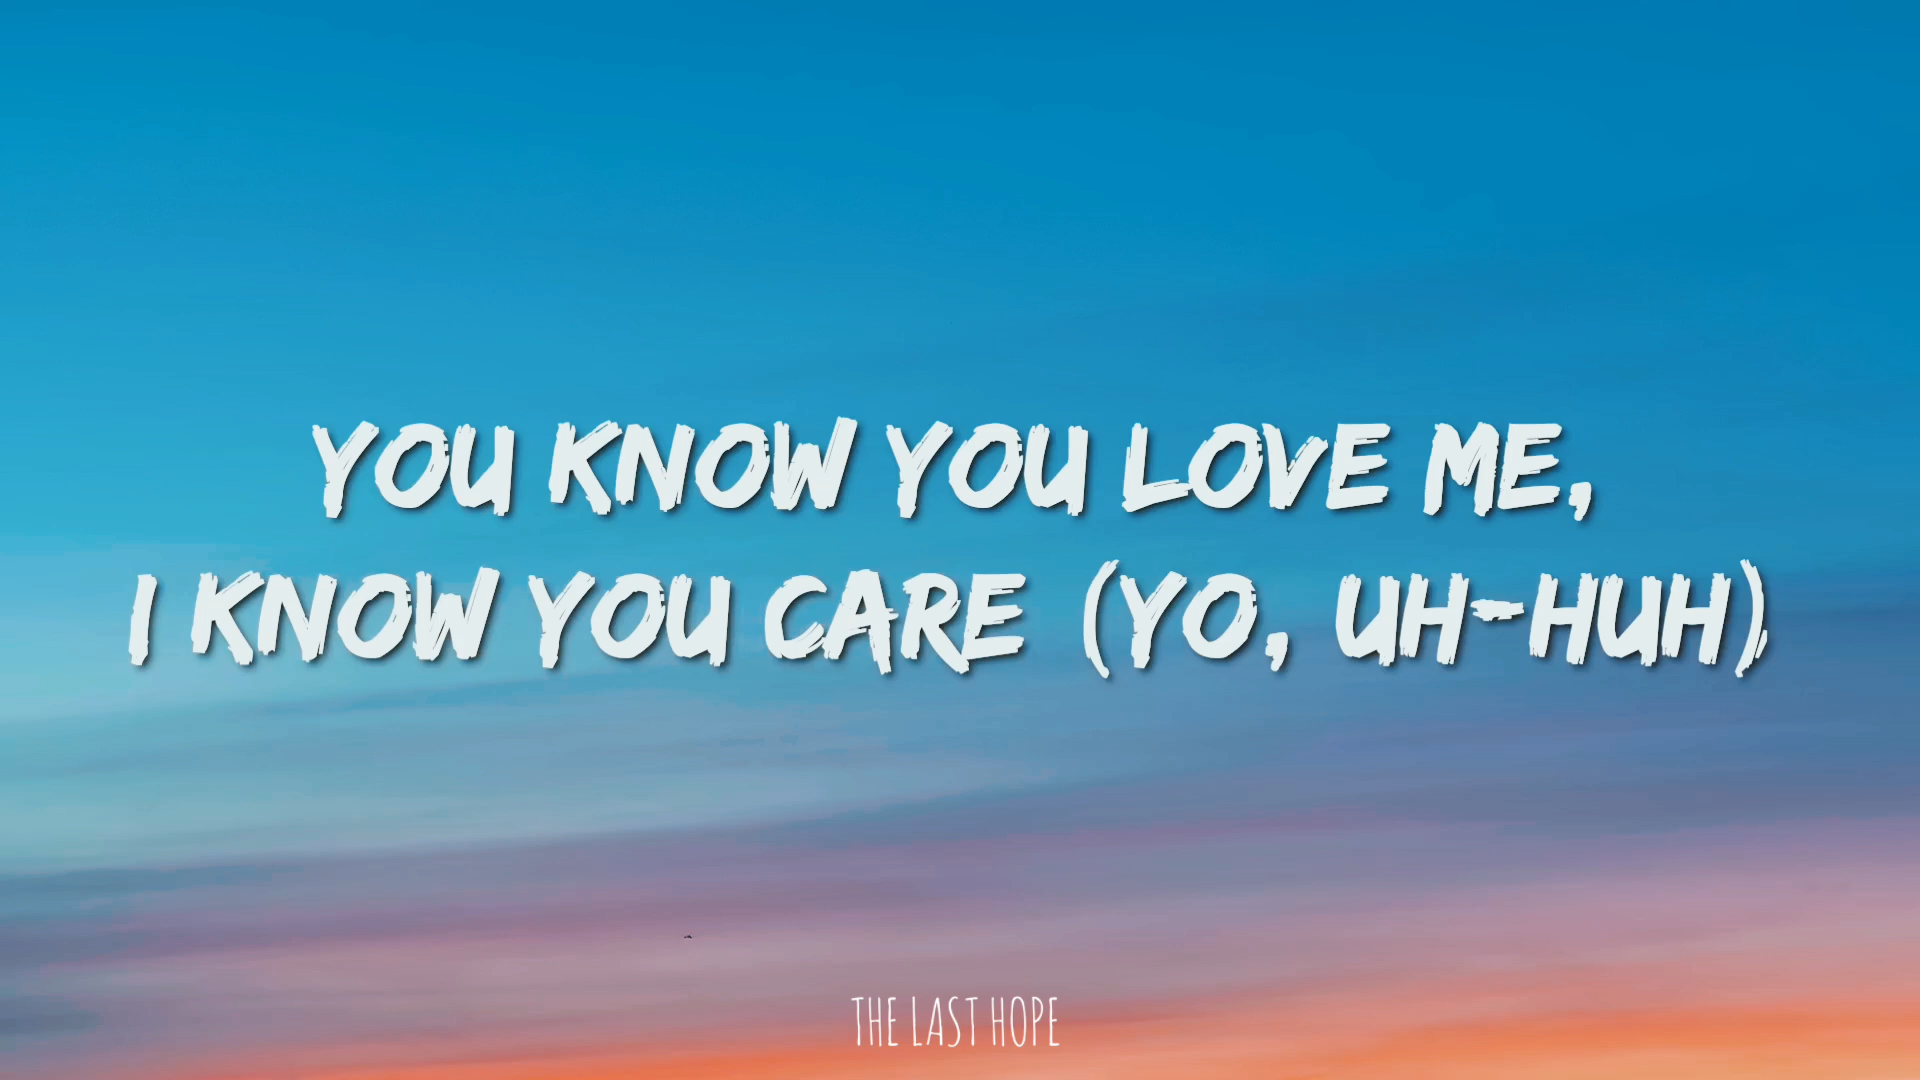 YOU KNOW YOU LOVE ME,
I KNOW YOU CARE (YO, UH-HUH)
THE LAST HOPE